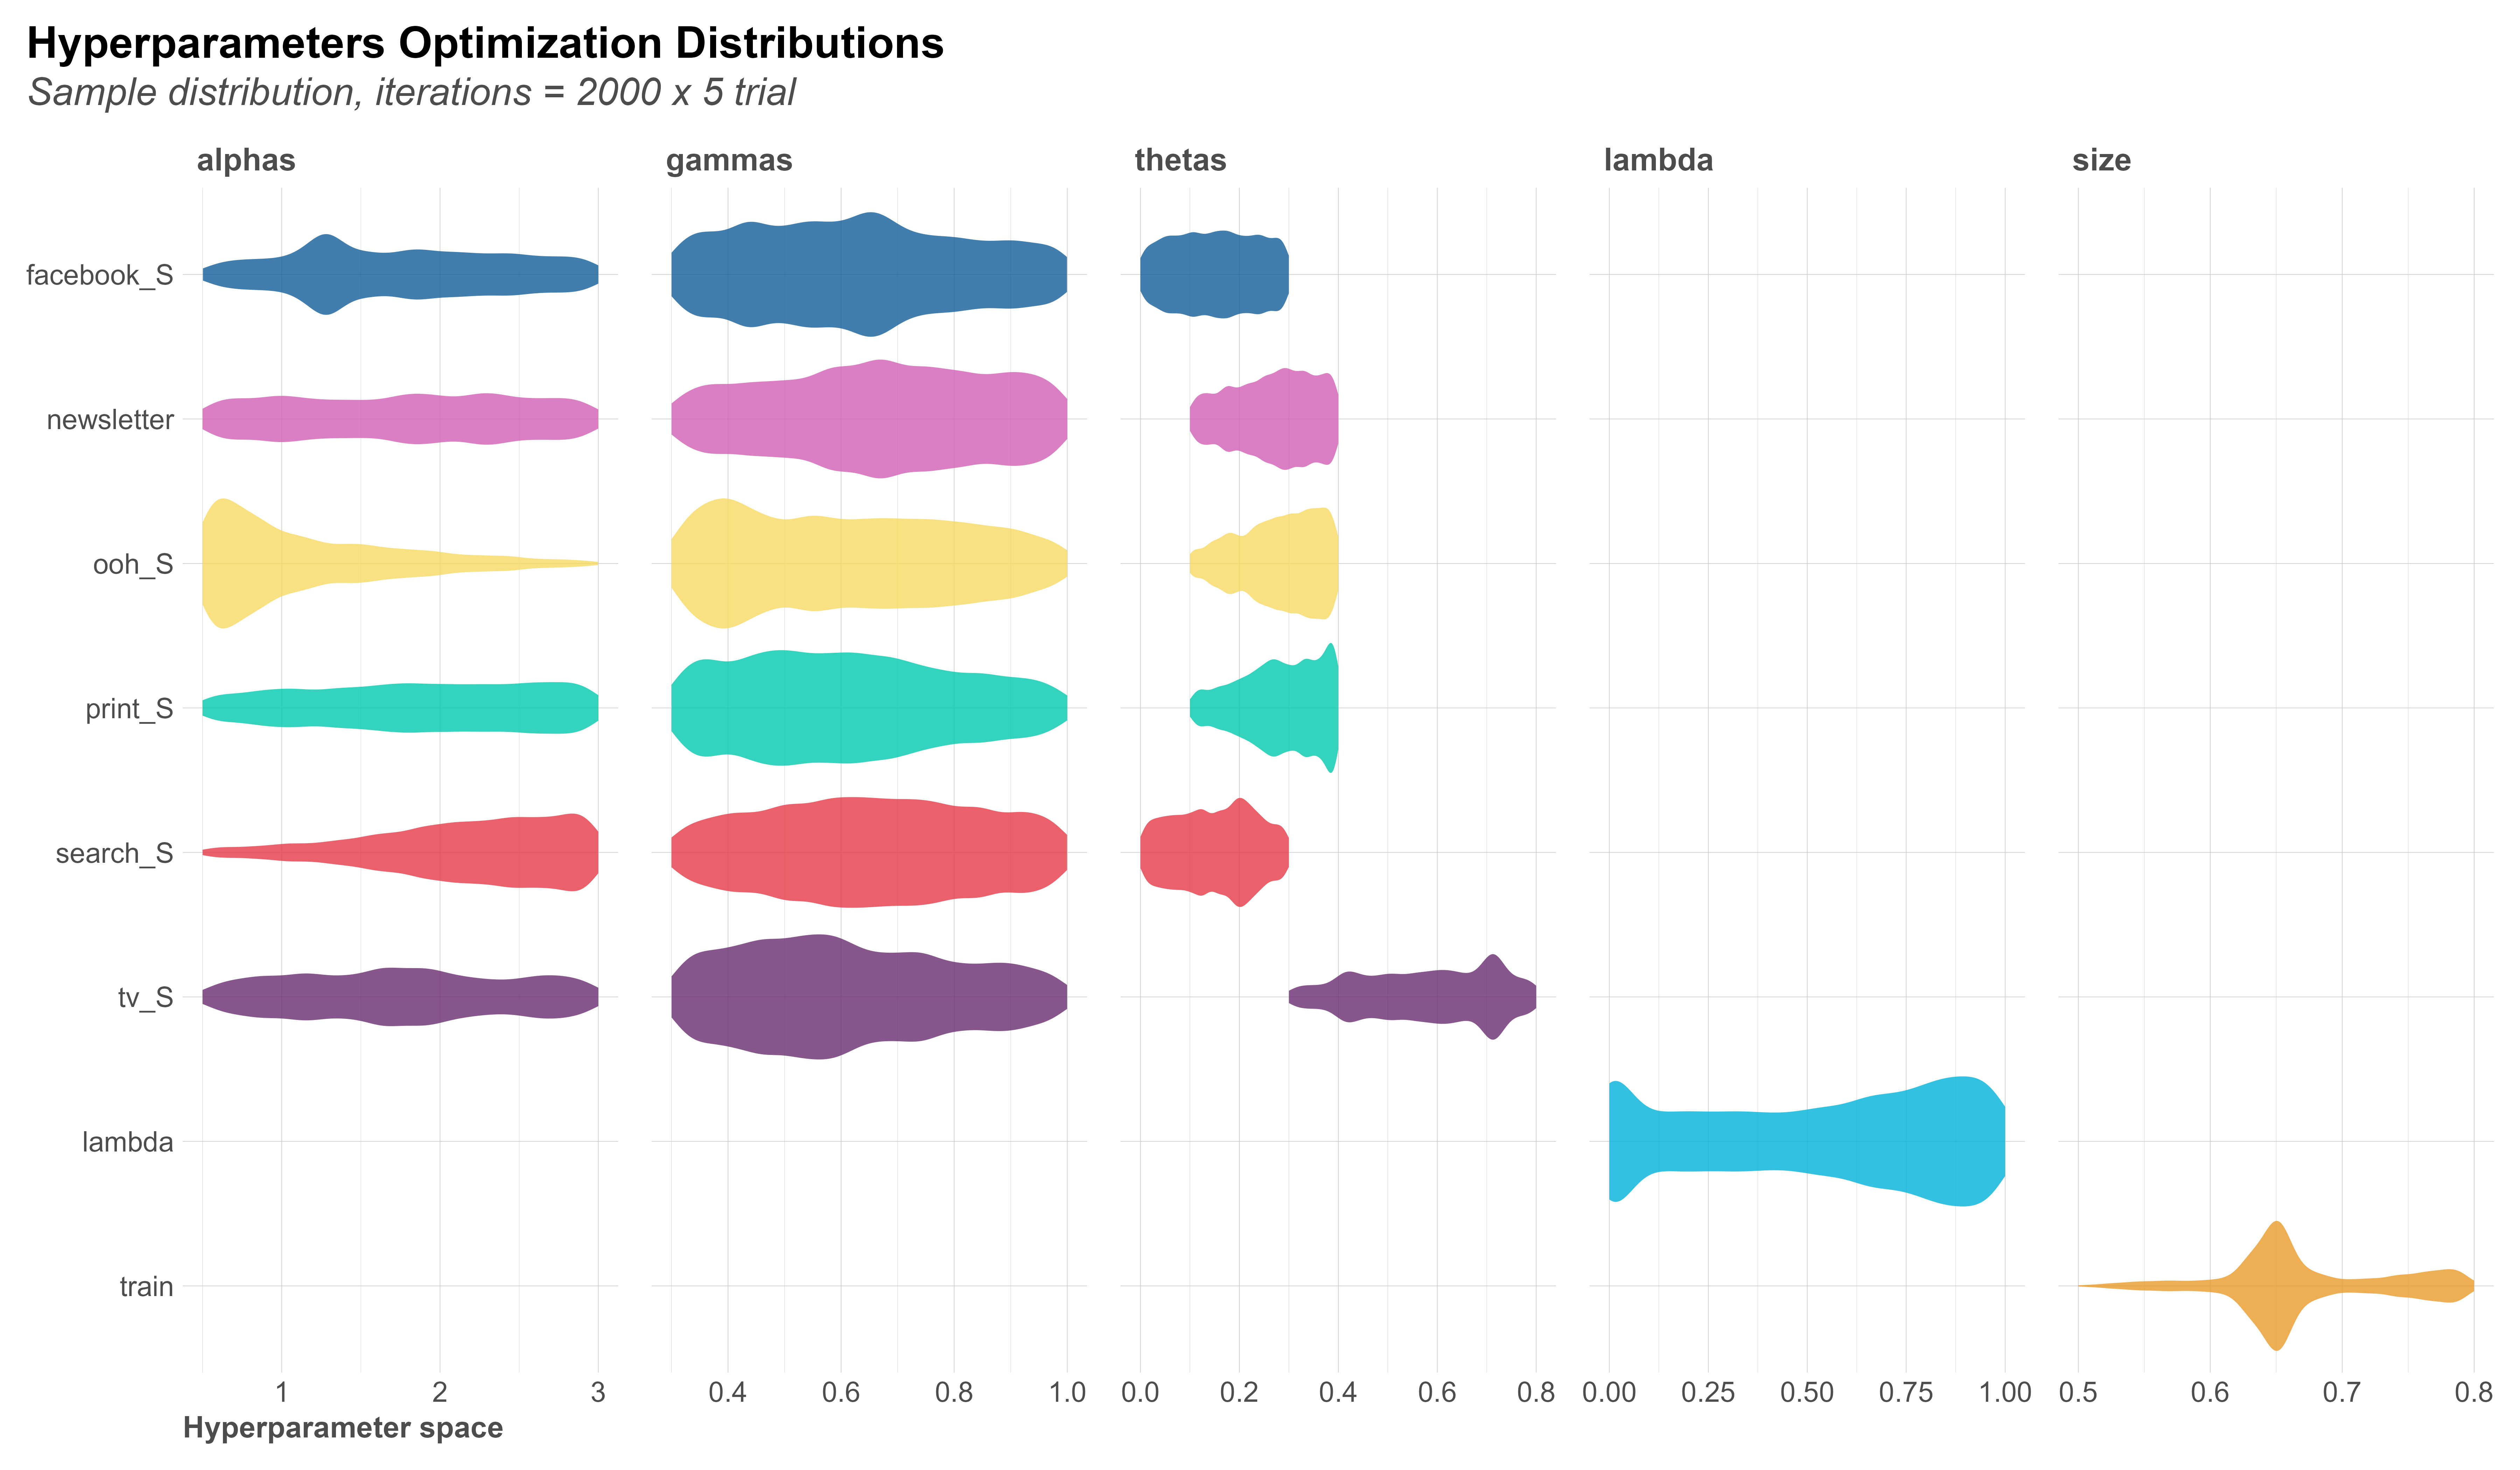 Hyperparameters Optimization Distributions
Sample distribution, iterations = 2000 x 5 trial
alphas gammas thetas lambda size
facebook_S
newsletter
ooh_S
print_S
search_S
tv_S
lambda
train
1 2 3 0.4 0.6 0.8 1.0 0.0 0.2 0.4 0.6 0.8 0.00 0.25 0.50 0.75 1.00 0.5 0.6 0.7 0.8
Hyperparameter space